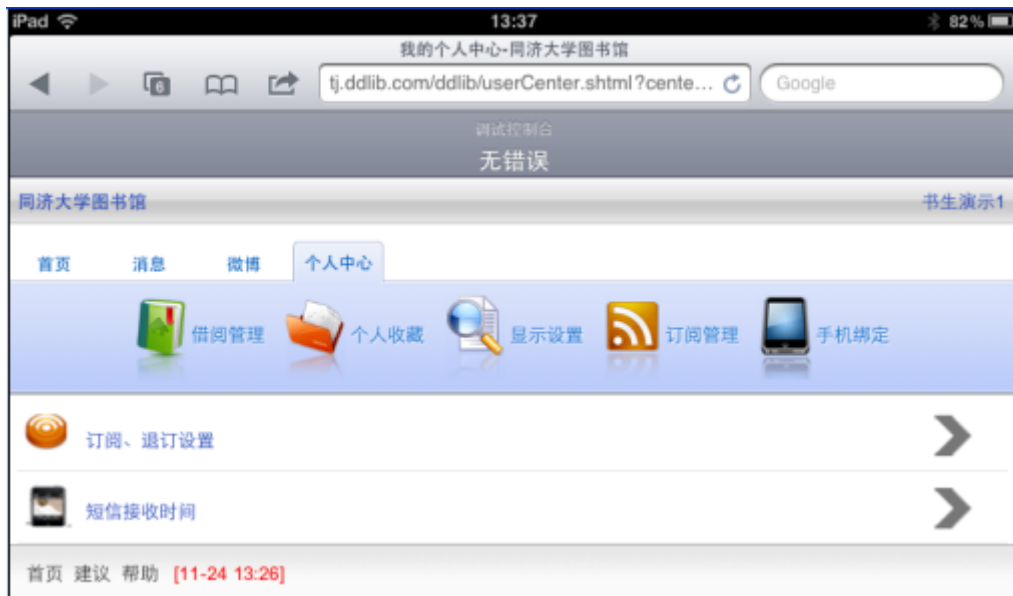 iPad 13:37 82%
我的个人中心-同济大学图书馆
6 tj.ddlib.com/ddlib/userCenter.shtml?cente... Google
调试控制台
无错误
同济大学图书馆 书生演示1
首页 消息 微博 个人中心
借阅管理 个人收藏 显示设置 订阅管理 手机绑定
订阅、退订设置
短信接收时间
首页 建议 帮助 [11-24 13:26]